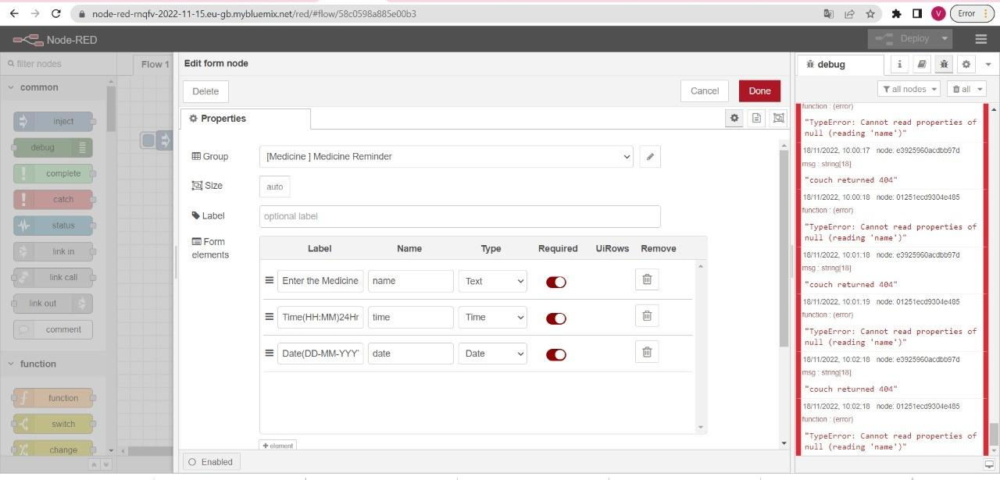 node-red-rnqfv-2022-11-15.eu-gb.mybluemix.net/red/#flow/58c0598a885e00b3
V
Error
Node-RED
Deploy
filter nodes
Flow 1
Edit form node
debug
i
common
Delete
Cancel
Done
all nodes
all
inject
debug
complete
catch
status
link in
link call
link out
comment
function
function
switch
change
Properties
Group
[Medicine ] Medicine Reminder
Size
auto
Label
optional label
Form
elements
Label Name Type Required UiRows Remove
Enter the Medicine name Text
Time(HH:MM)24Hr time Time
Date(DD-MM-YYY date Date
+ element
Enabled
function : (error)
"TypeError: Cannot read properties of
null (reading 'name')"
18/11/2022, 10:00:17 node: e3925960acdbb97d
msg : string[18]
"couch returned 404"
18/11/2022, 10:00:18 node: 01251ecd9304e485
function : (error)
"TypeError: Cannot read properties of
null (reading 'name')"
18/11/2022, 10:01:18 node: e3925960acdbb97d
msg : string[18]
"couch returned 404"
18/11/2022, 10:01:19 node: 01251ecd9304e485
function : (error)
"TypeError: Cannot read properties of
null (reading 'name')"
18/11/2022, 10:02:18 node: e3925960acdbb97d
msg : string[18]
"couch returned 404"
18/11/2022, 10:02:18 node: 01251ecd9304e485
function : (error)
"TypeError: Cannot read properties of
null (reading 'name')"